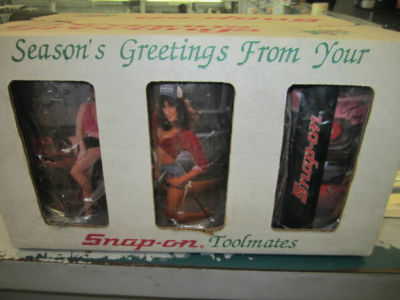 Season's Greetings From Your
Snap-on
Snap-on Toolmates